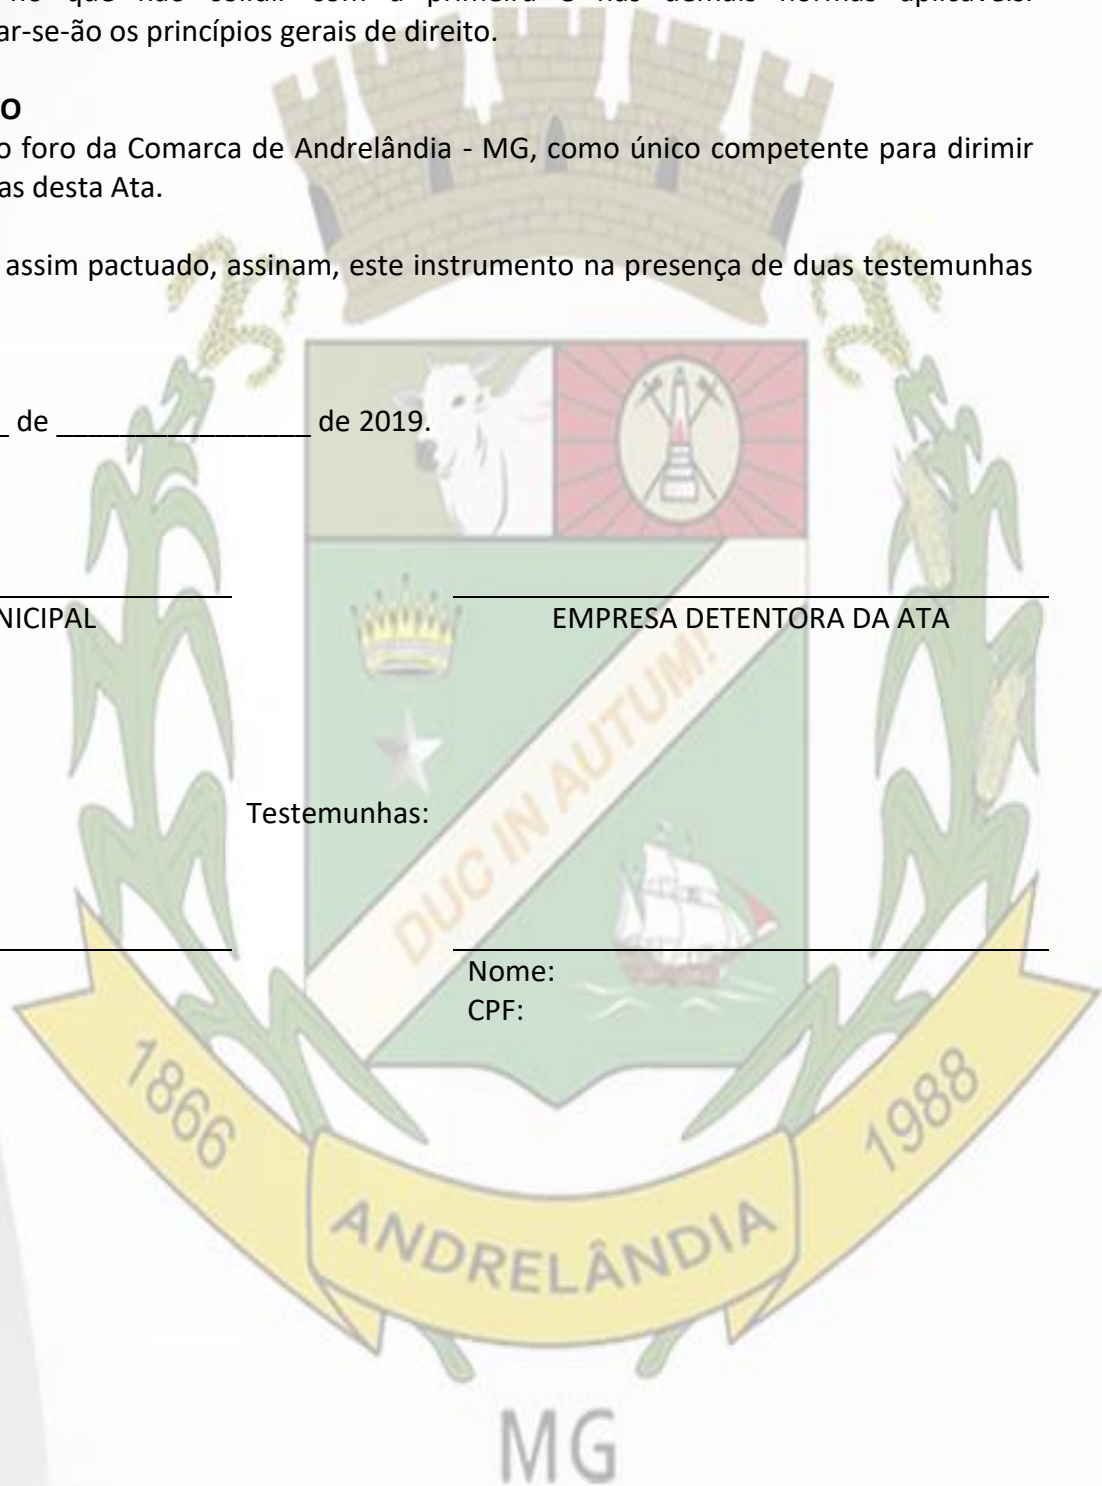 no que não colidir com a primeira e nas demais normas aplicáveis.
ar-se-ão os princípios gerais de direito.
O
o foro da Comarca de Andrelândia - MG, como único competente para dirimir
as desta Ata.
assim pactuado, assinam, este instrumento na presença de duas testemunhas
_ de ________________ de 2019.
NICIPAL
EMPRESA DETENTORA DA ATA
Testemunhas:
Nome:
CPF:
DUC IN AUTUM!
1866
ANDRELÂNDIA
1988
MG